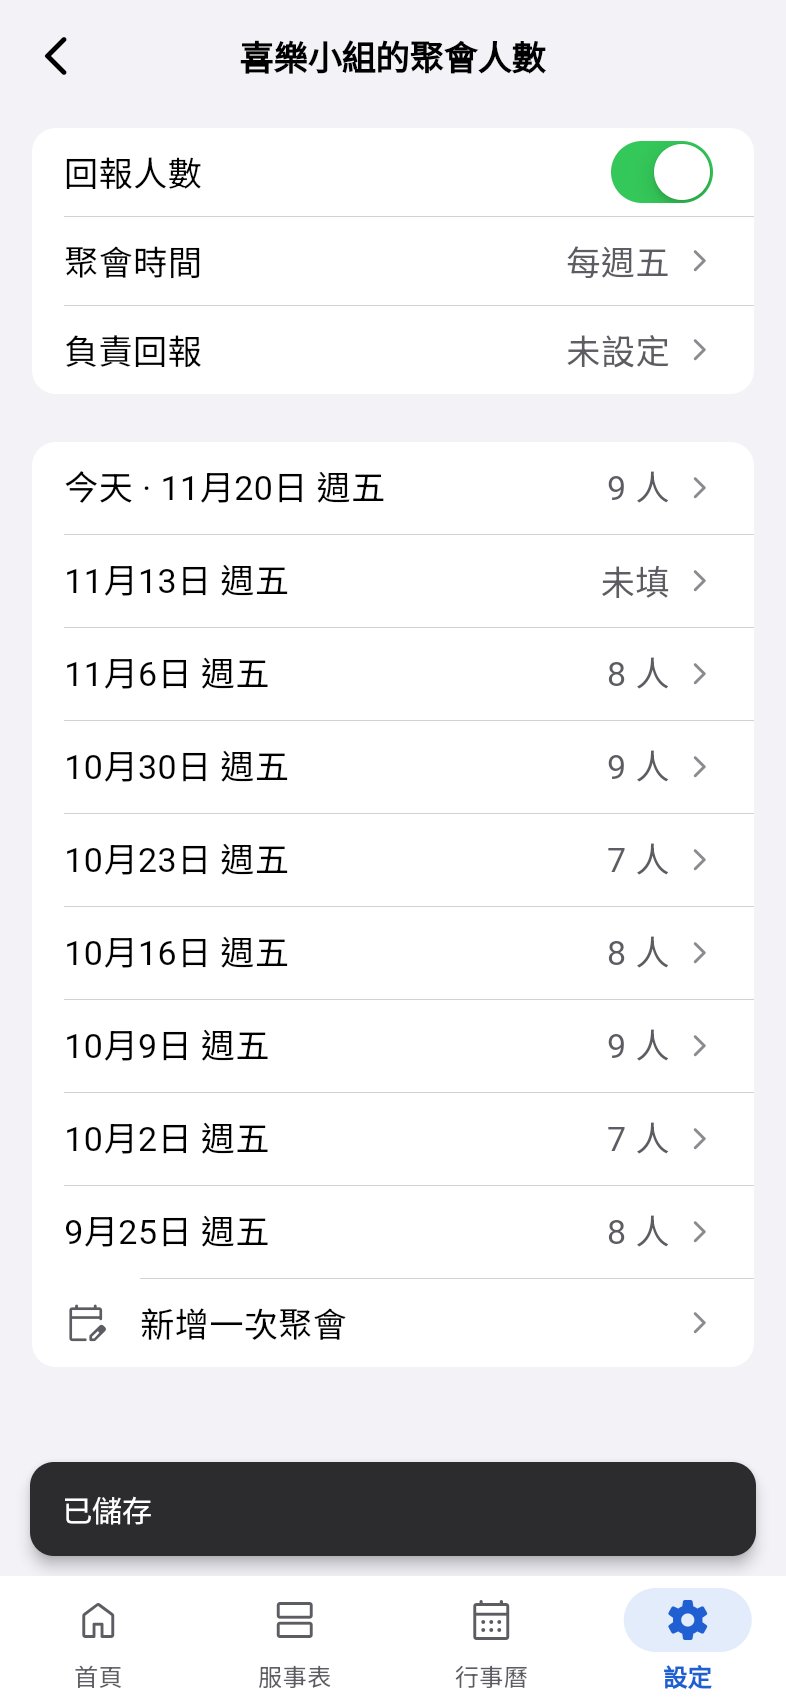 喜樂小組的聚會人數
回報人數
聚會時間 每週五
負責回報 未設定
今天 · 11月20日 週五 9 人
11月13日 週五 未填
11月6日 週五 8 人
10月30日 週五 9 人
10月23日 週五 7 人
10月16日 週五 8 人
10月9日 週五 9 人
10月2日 週五 7 人
9月25日 週五 8 人
新增一次聚會
已儲存
首頁 服事表 行事曆 設定